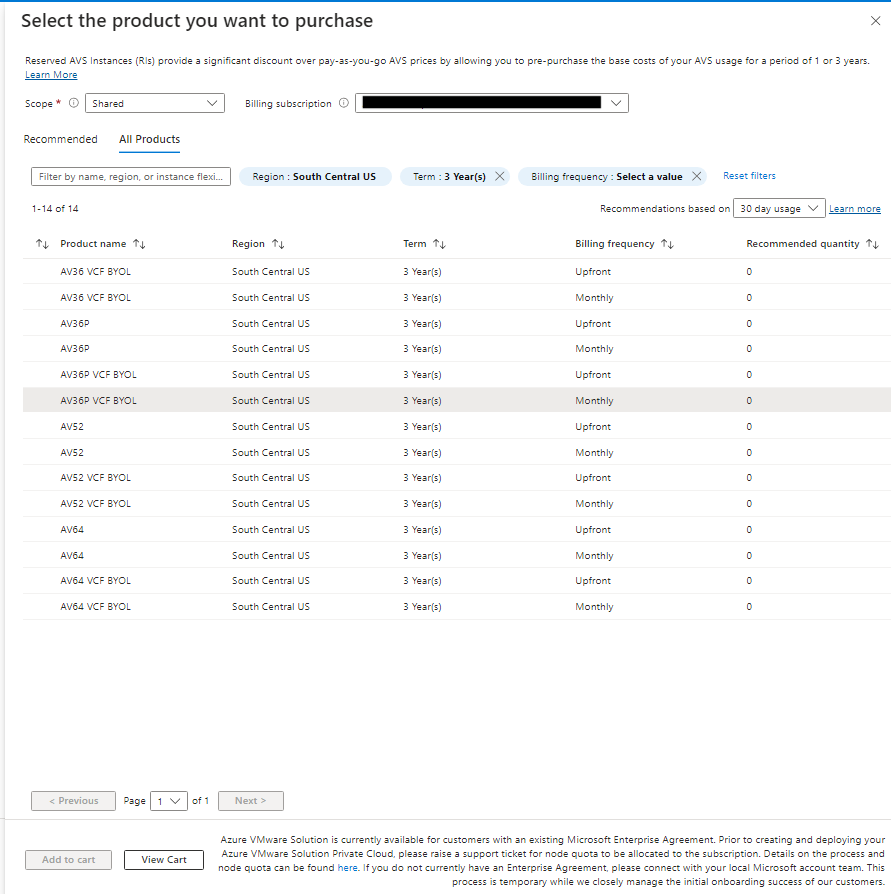 Select the product you want to purchase
Reserved AVS Instances (RIs) provide a significant discount over pay-as-you-go AVS prices by allowing you to pre-purchase the base costs of your AVS usage for a period of 1 or 3 years.
Learn More
Scope * Shared Billing subscription
Recommended All Products
Filter by name, region, or instance flexi... Region : South Central US Term : 3 Year(s) Billing frequency : Select a value Reset filters
1-14 of 14 Recommendations based on 30 day usage Learn more
Product name Region Term Billing frequency Recommended quantity
AV36 VCF BYOL South Central US 3 Year(s) Upfront 0
AV36 VCF BYOL South Central US 3 Year(s) Monthly 0
AV36P South Central US 3 Year(s) Upfront 0
AV36P South Central US 3 Year(s) Monthly 0
AV36P VCF BYOL South Central US 3 Year(s) Upfront 0
AV36P VCF BYOL South Central US 3 Year(s) Monthly 0
AV52 South Central US 3 Year(s) Upfront 0
AV52 South Central US 3 Year(s) Monthly 0
AV52 VCF BYOL South Central US 3 Year(s) Upfront 0
AV52 VCF BYOL South Central US 3 Year(s) Monthly 0
AV64 South Central US 3 Year(s) Upfront 0
AV64 South Central US 3 Year(s) Monthly 0
AV64 VCF BYOL South Central US 3 Year(s) Upfront 0
AV64 VCF BYOL South Central US 3 Year(s) Monthly 0
< Previous Page 1 of 1 Next >
Add to cart View Cart
Azure VMware Solution is currently available for customers with an existing Microsoft Enterprise Agreement. Prior to creating and deploying your
Azure VMware Solution Private Cloud, please raise a support ticket for node quota to be allocated to the subscription. Details on the process and
node quota can be found here. If you do not currently have an Enterprise Agreement, please connect with your local Microsoft account team. This
process is temporary while we closely manage the initial onboarding success of our customers.